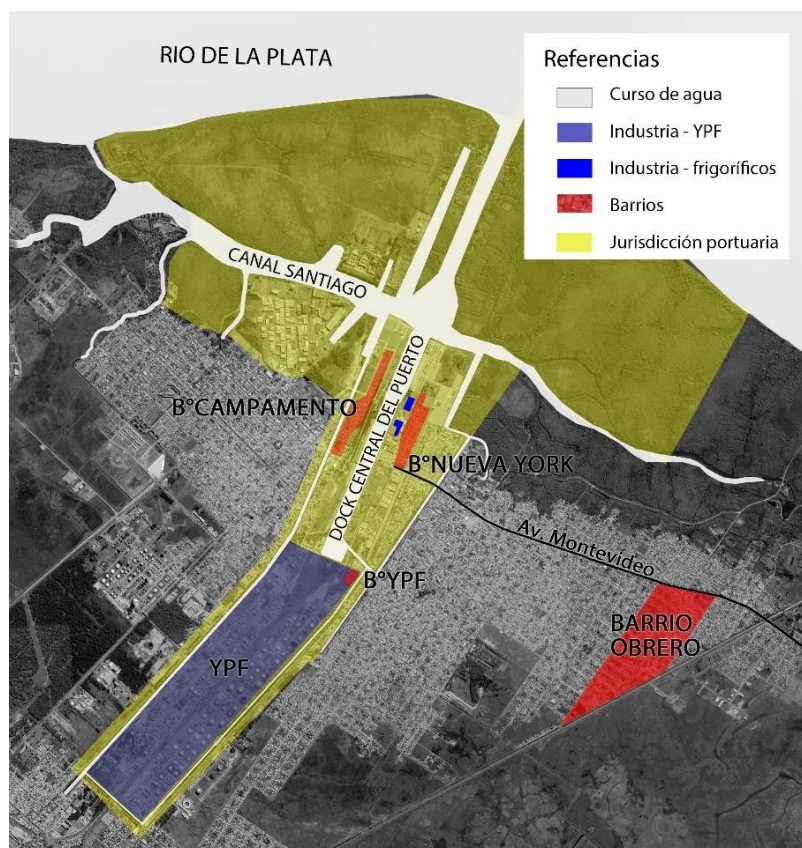 RIO DE LA PLATA
Referencias
Curso de agua
Industria - YPF
Industria - frigoríficos
Barrios
Jurisdicción portuaria
CANAL SANTIAGO
B°CAMPAMENTO
DOCK CENTRAL DEL PUERTO
B°NUEVA YORK
Av. Montevideo
B°YPF
BARRIO
OBRERO
YPF